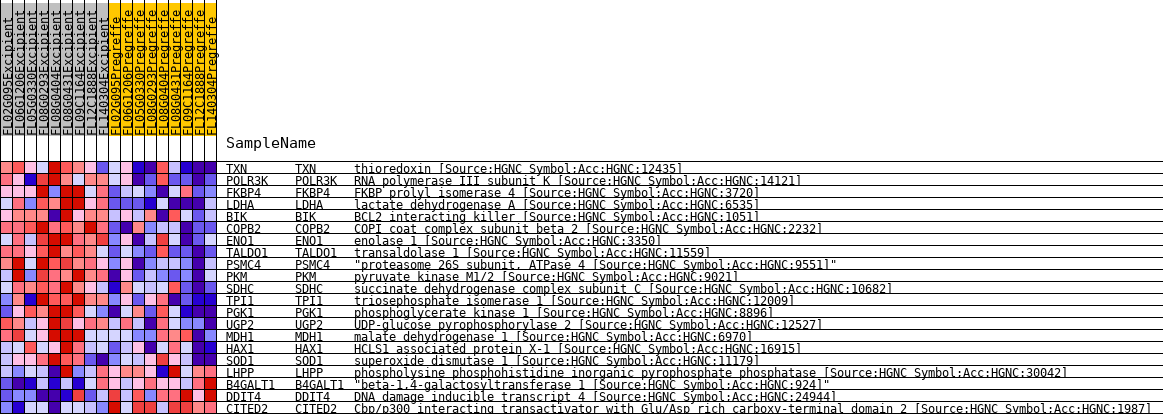 FL02G095Excipient
FL06G1206Excipient
FL05G0330Excipient
FL08G0293Excipient
FL08G0404Excipient
FL08G0431Excipient
FL09C1164Excipient
FL12C1888Excipient
FL140304Excipient
FL02G095Pregreffe
FL06G1206Pregreffe
FL05G0330Pregreffe
FL08G0293Pregreffe
FL08G0404Pregreffe
FL08G0431Pregreffe
FL09C1164Pregreffe
FL12C1888Pregreffe
FL140304Pregreffe
SampleName
TXN TXN thioredoxin [Source:HGNC Symbol;Acc:HGNC:12435]
POLR3K POLR3K RNA polymerase III subunit K [Source:HGNC Symbol;Acc:HGNC:14121]
FKBP4 FKBP4 FKBP prolyl isomerase 4 [Source:HGNC Symbol;Acc:HGNC:3720]
LDHA LDHA lactate dehydrogenase A [Source:HGNC Symbol;Acc:HGNC:6535]
BIK BIK BCL2 interacting killer [Source:HGNC Symbol;Acc:HGNC:1051]
COPB2 COPB2 COPI coat complex subunit beta 2 [Source:HGNC Symbol;Acc:HGNC:2232]
ENO1 ENO1 enolase 1 [Source:HGNC Symbol;Acc:HGNC:3350]
TALDO1 TALDO1 transaldolase 1 [Source:HGNC Symbol;Acc:HGNC:11559]
PSMC4 PSMC4 "proteasome 26S subunit, ATPase 4 [Source:HGNC Symbol;Acc:HGNC:9551]"
PKM PKM pyruvate kinase M1/2 [Source:HGNC Symbol;Acc:HGNC:9021]
SDHC SDHC succinate dehydrogenase complex subunit C [Source:HGNC Symbol;Acc:HGNC:10682]
TPI1 TPI1 triosephosphate isomerase 1 [Source:HGNC Symbol;Acc:HGNC:12009]
PGK1 PGK1 phosphoglycerate kinase 1 [Source:HGNC Symbol;Acc:HGNC:8896]
UGP2 UGP2 UDP-glucose pyrophosphorylase 2 [Source:HGNC Symbol;Acc:HGNC:12527]
MDH1 MDH1 malate dehydrogenase 1 [Source:HGNC Symbol;Acc:HGNC:6970]
HAX1 HAX1 HCLS1 associated protein X-1 [Source:HGNC Symbol;Acc:HGNC:16915]
SOD1 SOD1 superoxide dismutase 1 [Source:HGNC Symbol;Acc:HGNC:11179]
LHPP LHPP phospholysine phosphohistidine inorganic pyrophosphate phosphatase [Source:HGNC Symbol;Acc:HGNC:30042]
B4GALT1 B4GALT1 "beta-1,4-galactosyltransferase 1 [Source:HGNC Symbol;Acc:HGNC:924]"
DDIT4 DDIT4 DNA damage inducible transcript 4 [Source:HGNC Symbol;Acc:HGNC:24944]
CITED2 CITED2 Cbp/p300 interacting transactivator with Glu/Asp rich carboxy-terminal domain 2 [Source:HGNC Symbol;Acc:HGNC:1987]